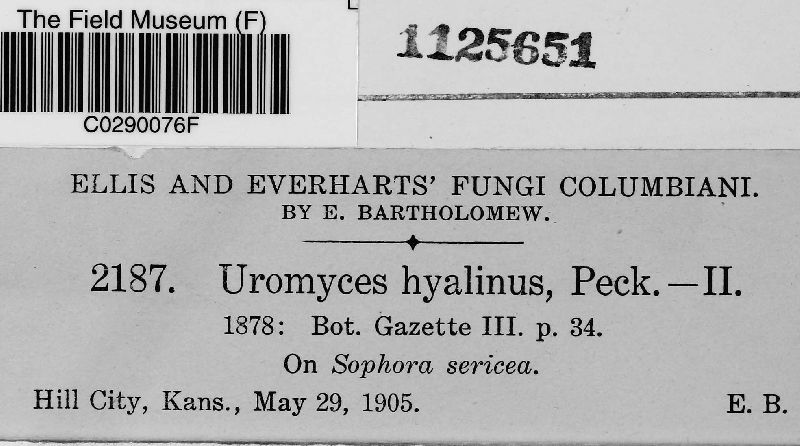 The Field Museum (F)
C0290076F
1125651
ELLIS AND EVERHARTS' FUNGI COLUMBIANI.
BY E. BARTHOLOMEW.
2187. Uromyces hyalinus, Peck.—II.
1878: Bot. Gazette III. p. 34.
On Sophora sericea.
Hill City, Kans., May 29, 1905. E. B.